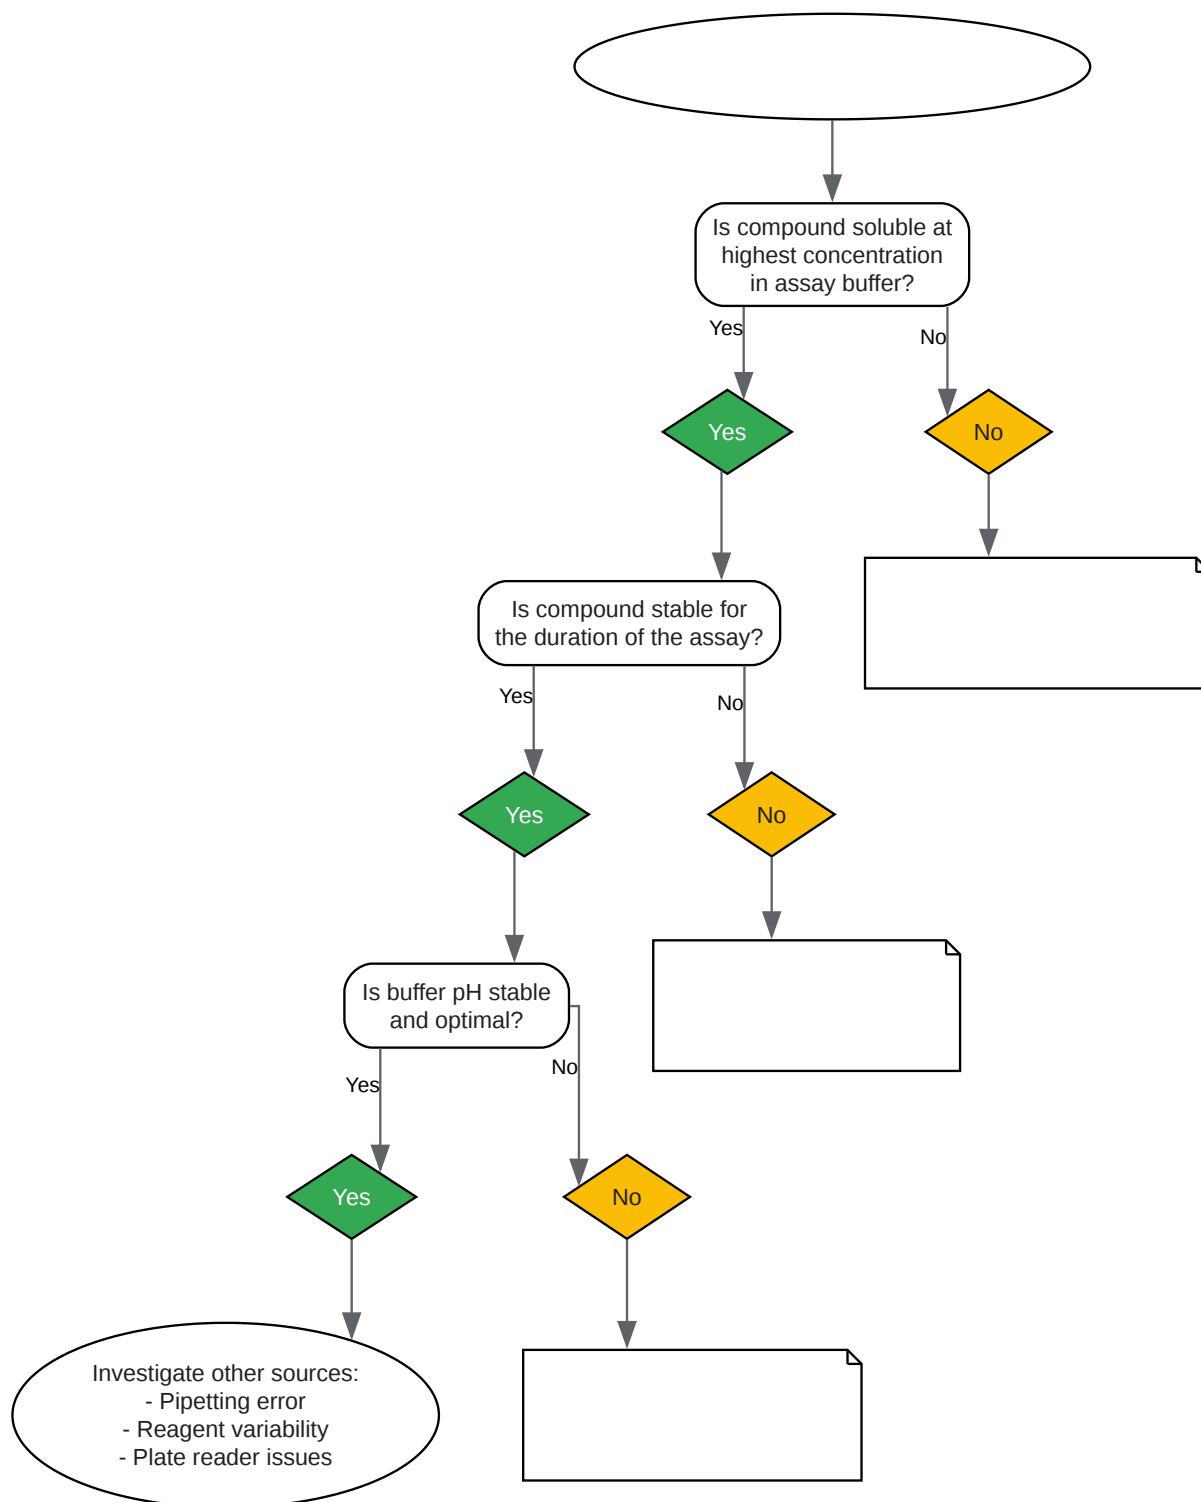 Is compound soluble at
highest concentration
in assay buffer?
Yes
No
Yes
No
Is compound stable for
the duration of the assay?
Yes
No
Yes
No
Is buffer pH stable
and optimal?
Yes
No
Yes
No
Investigate other sources:
- Pipetting error
- Reagent variability
- Plate reader issues